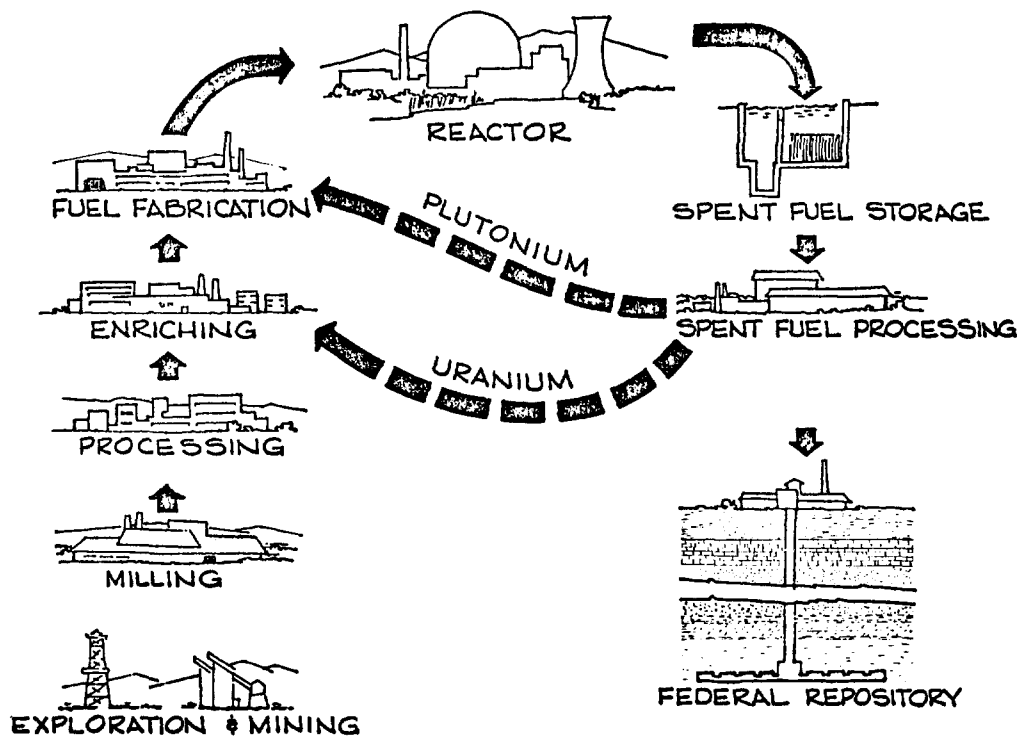 REACTOR
FUEL FABRICATION
PLUTONIUM
SPENT FUEL STORAGE
ENRICHING
SPENT FUEL PROCESSING
URANIUM
PROCESSING
MILLING
FEDERAL REPOSITORY
EXPLORATION & MINING